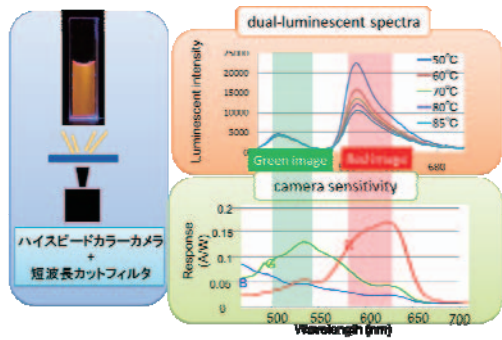 ハイスピードカラーカメラ
+
短波長カットフィルタ
dual-luminescent spectra
Luminescent intensity
25000
20000
15000
10000
5000
0
50°C
60°C
70°C
80°C
85°C
680
Green image
Red image
camera sensitivity
Response
(A/W)
0.2
0.15
0.1
0.05
0
B
G
R
500
550
600
650
700
Wavelength (nm)